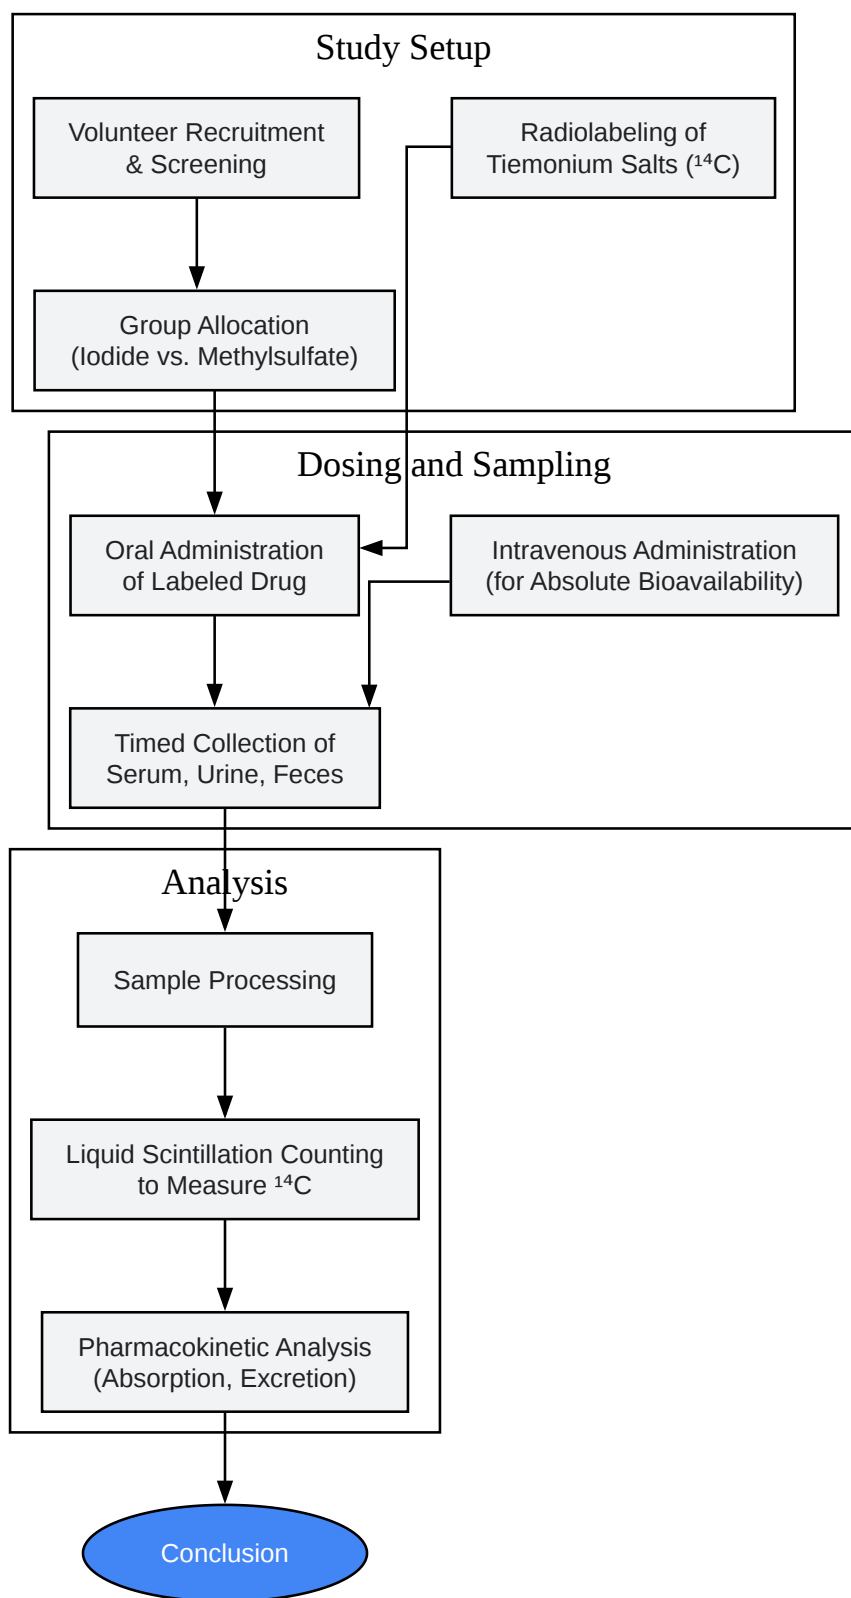 Study Setup
Volunteer Recruitment
& Screening
Radiolabeling of
Tiemonium Salts (¹⁴C)
Group Allocation
(Iodide vs. Methylsulfate)
Dosing and Sampling
Oral Administration
of Labeled Drug
Intravenous Administration
(for Absolute Bioavailability)
Timed Collection of
Serum, Urine, Feces
Analysis
Sample Processing
Liquid Scintillation Counting
to Measure ¹⁴C
Pharmacokinetic Analysis
(Absorption, Excretion)
Conclusion